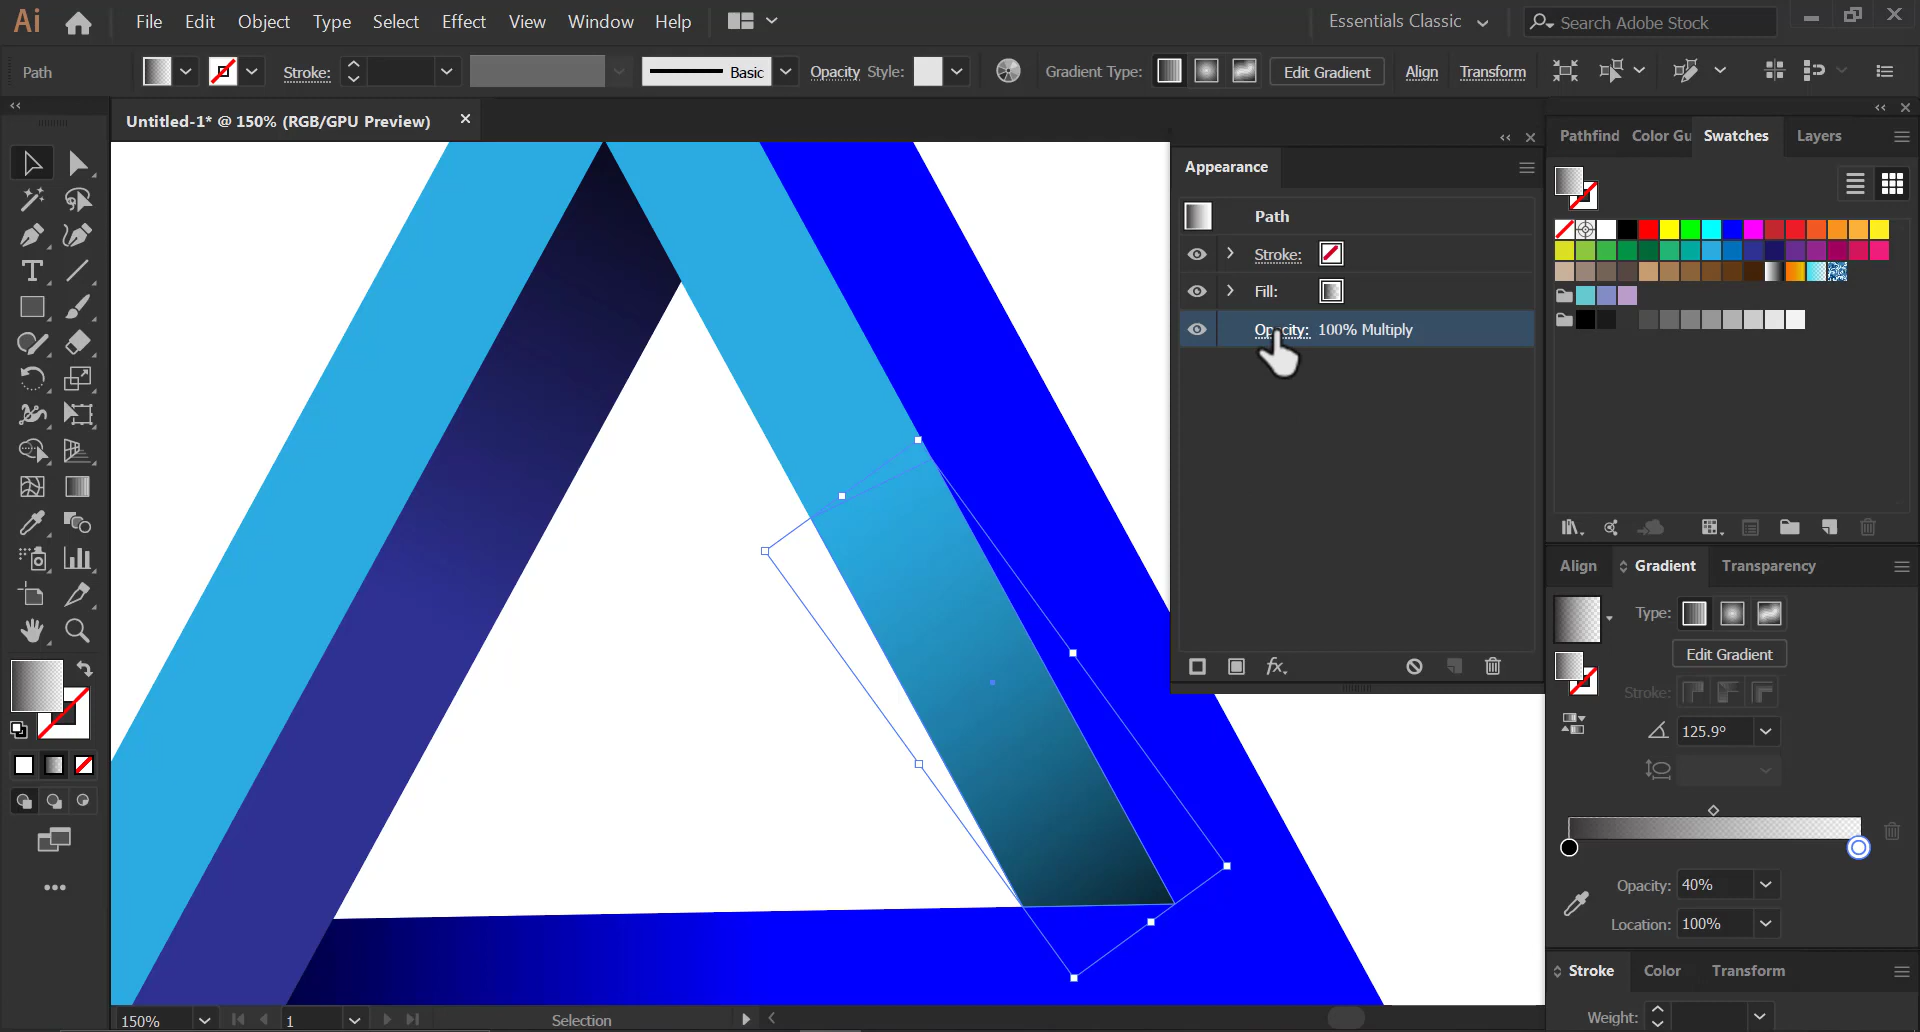 Ai File Edit Object Type Select Effect View Window Help Essentials Classic Search Adobe Stock
Path Stroke: Basic Opacity Style: Gradient Type: Edit Gradient Align Transform
Untitled-1* @ 150% (RGB/GPU Preview)
Appearance
Path
Stroke:
Fill:
Opacity: 100% Multiply
fx
Pathfind Color Gu Swatches Layers
Align Gradient Transparency
Type:
Edit Gradient
Stroke:
125.9°
Opacity: 40%
Location: 100%
Stroke Color Transform
Weight:
150% 1 Selection